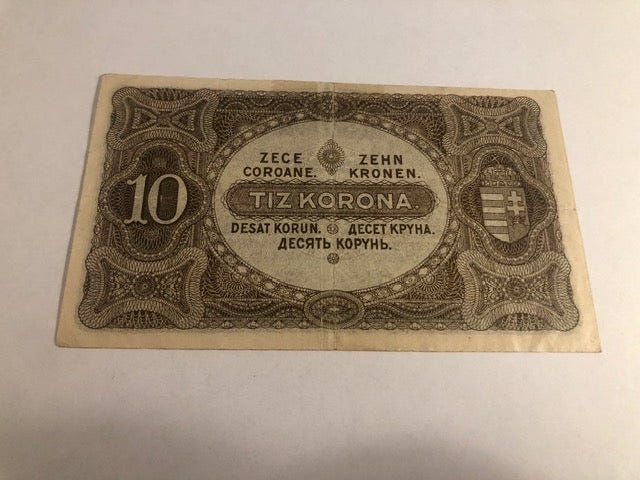 ZECE ZEHN
COROANE. KRONEN.
10 TIZ KORONA.
DESAT KORUN. ДЕСЕТ КРУНА.
ДЕСЯТЬ КОРУНЬ.